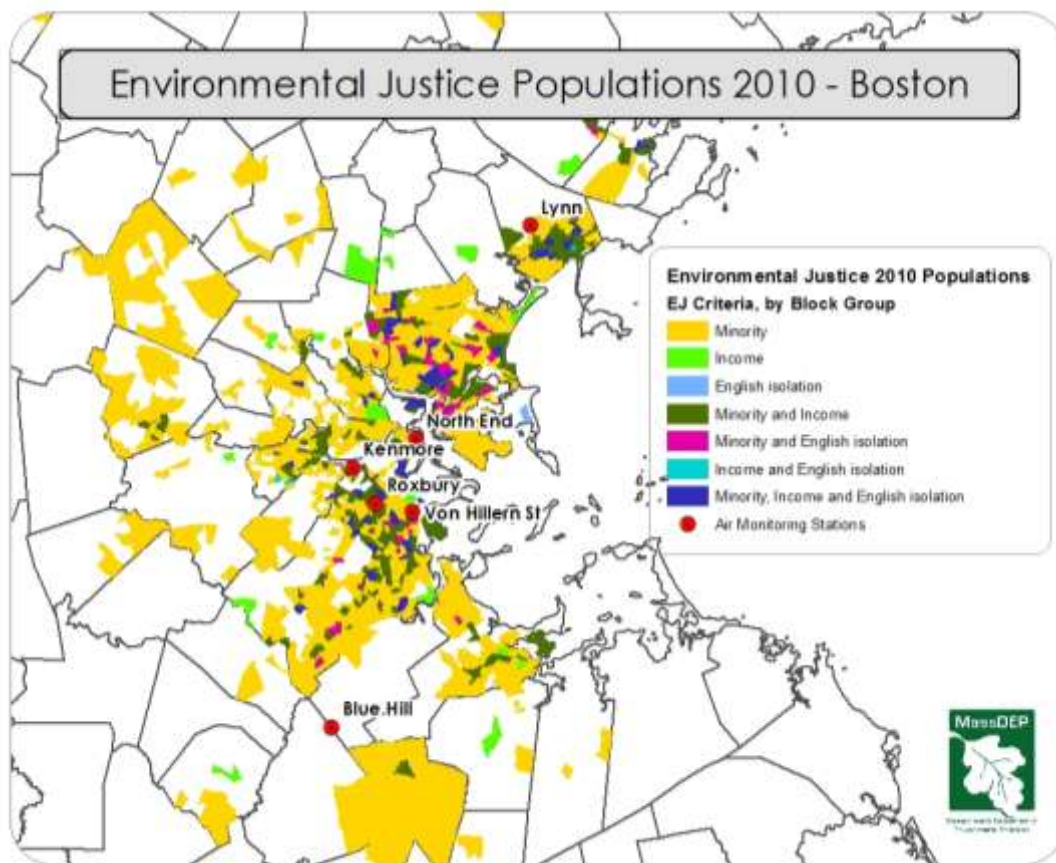 Environmental Justice Populations 2010 - Boston
Lynn
Environmental Justice 2010 Populations
EJ Criteria, by Block Group
Minority
Income
English isolation
Minority and Income
Minority and English isolation
Income and English isolation
Minority, Income and English isolation
Air Monitoring Stations
North End
Kenmore
Roxbury
Von Hillern St
Blue Hill
MassDEP